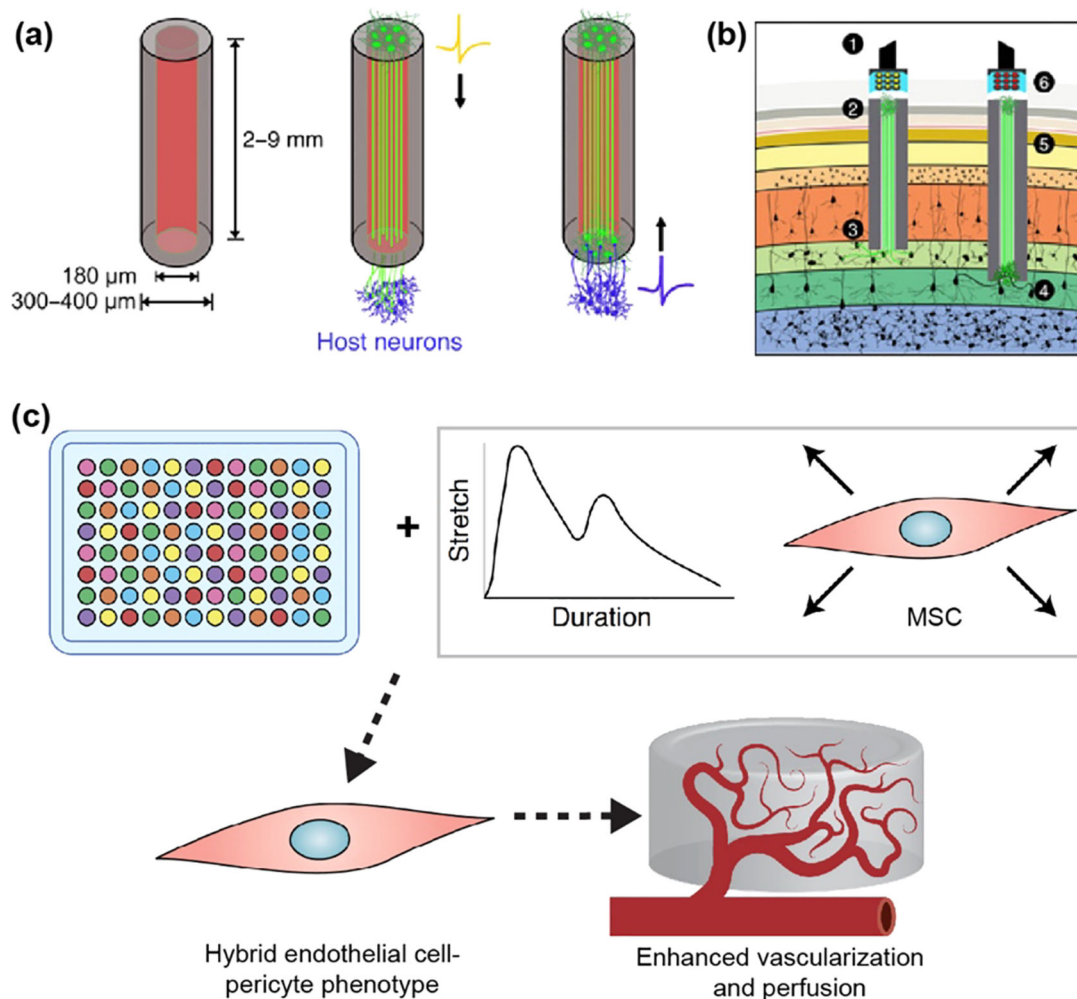 (a)
2–9 mm
180 µm
300–400 µm
Host neurons
(b)
1
2
3
4
5
6
(c)
+
Stretch
Duration
MSC
Hybrid endothelial cell-
pericyte phenotype
Enhanced vascularization
and perfusion